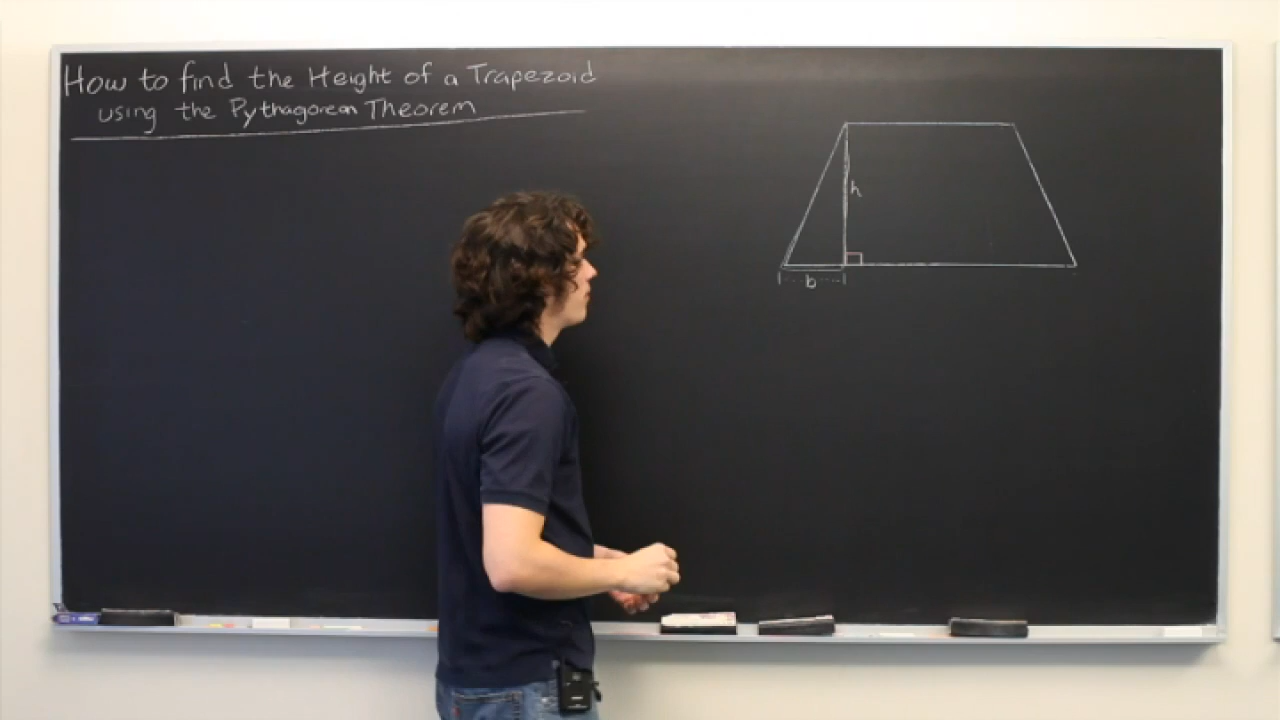 How to find the Height of a Trapezoid
using the Pythagorean Theorem
h
b